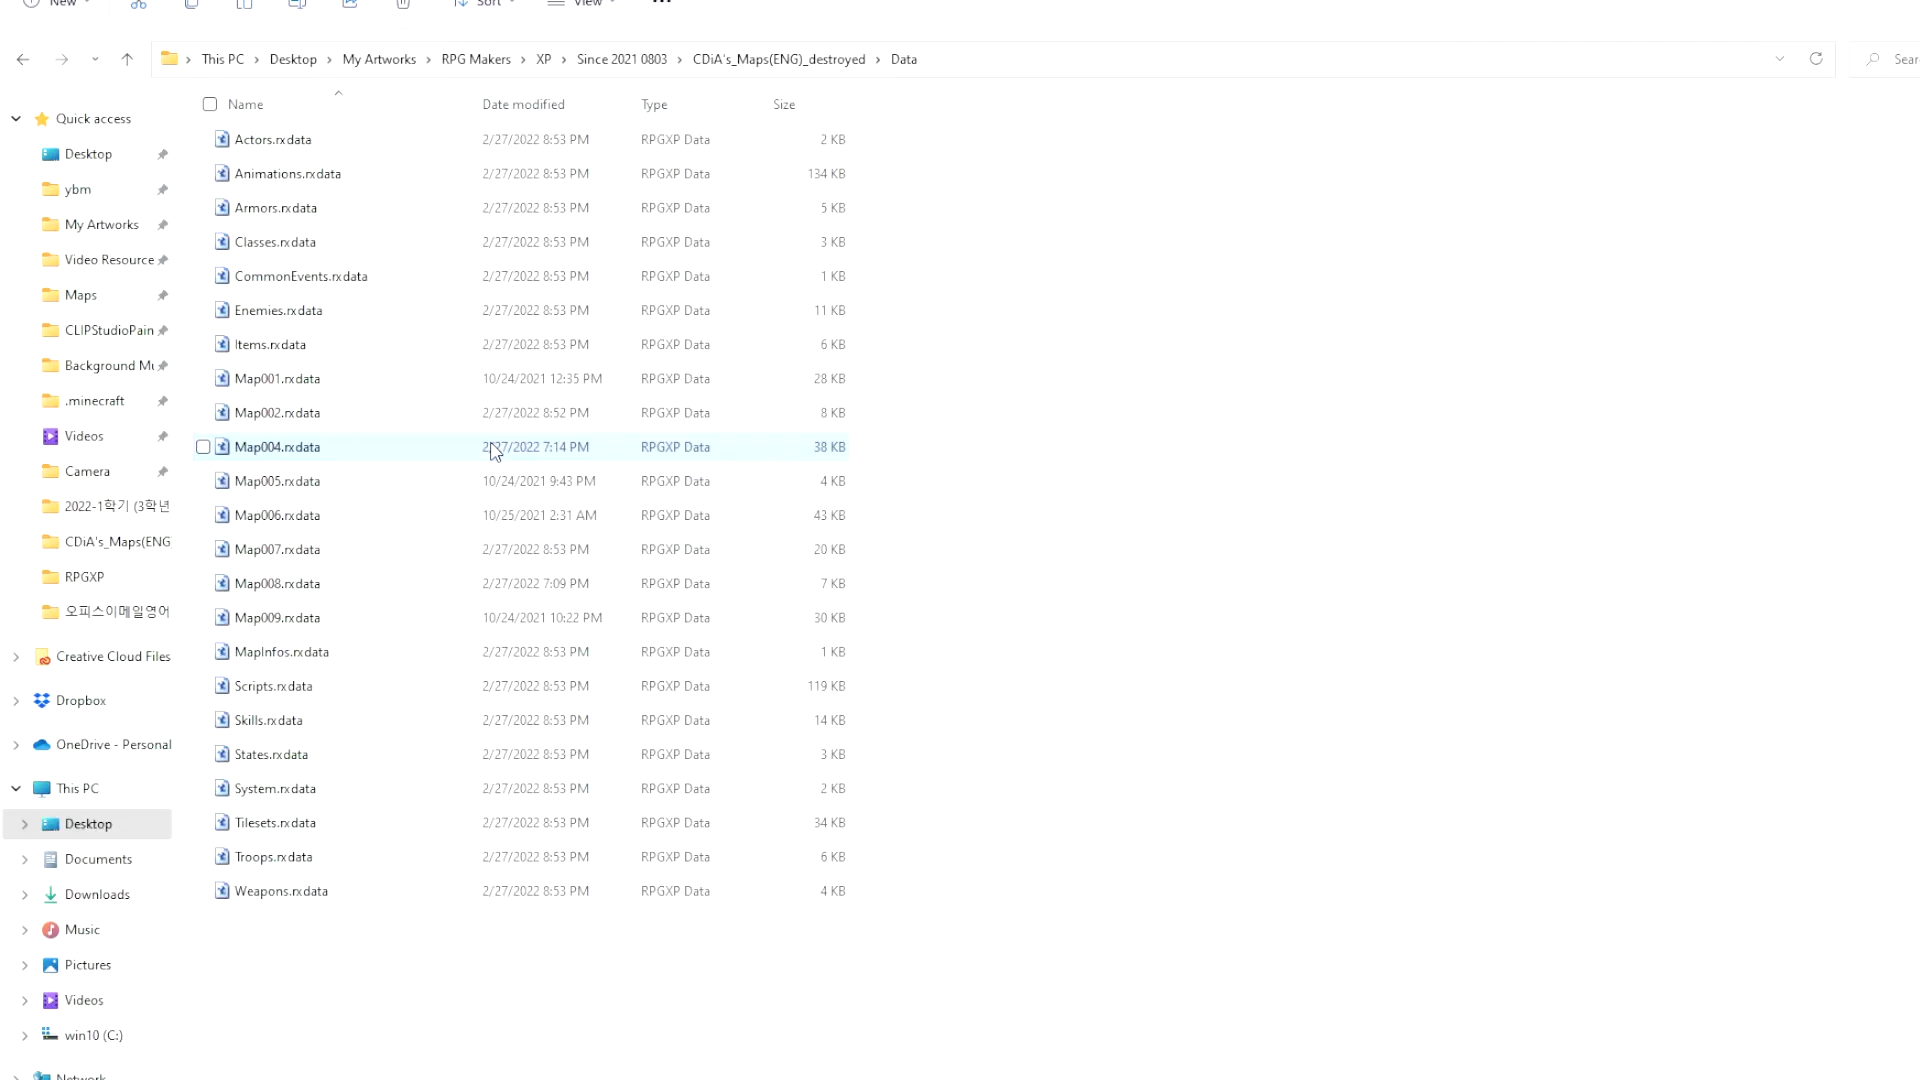 New
Sort
View
This PC > Desktop > My Artworks > RPG Makers > XP > Since 2021 0803 > CDiA's_Maps(ENG)_destroyed > Data
Name Date modified Type Size
Actors.rxdata 2/27/2022 8:53 PM RPGXP Data 2 KB
Animations.rxdata 2/27/2022 8:53 PM RPGXP Data 134 KB
Armors.rxdata 2/27/2022 8:53 PM RPGXP Data 5 KB
Classes.rxdata 2/27/2022 8:53 PM RPGXP Data 3 KB
CommonEvents.rxdata 2/27/2022 8:53 PM RPGXP Data 1 KB
Enemies.rxdata 2/27/2022 8:53 PM RPGXP Data 11 KB
Items.rxdata 2/27/2022 8:53 PM RPGXP Data 6 KB
Map001.rxdata 10/24/2021 12:35 PM RPGXP Data 28 KB
Map002.rxdata 2/27/2022 8:52 PM RPGXP Data 8 KB
Map004.rxdata 2/27/2022 7:14 PM RPGXP Data 38 KB
Map005.rxdata 10/24/2021 9:43 PM RPGXP Data 4 KB
Map006.rxdata 10/25/2021 2:31 AM RPGXP Data 43 KB
Map007.rxdata 2/27/2022 8:53 PM RPGXP Data 20 KB
Map008.rxdata 2/27/2022 7:09 PM RPGXP Data 7 KB
Map009.rxdata 10/24/2021 10:22 PM RPGXP Data 30 KB
MapInfos.rxdata 2/27/2022 8:53 PM RPGXP Data 1 KB
Scripts.rxdata 2/27/2022 8:53 PM RPGXP Data 119 KB
Skills.rxdata 2/27/2022 8:53 PM RPGXP Data 14 KB
States.rxdata 2/27/2022 8:53 PM RPGXP Data 3 KB
System.rxdata 2/27/2022 8:53 PM RPGXP Data 2 KB
Tilesets.rxdata 2/27/2022 8:53 PM RPGXP Data 34 KB
Troops.rxdata 2/27/2022 8:53 PM RPGXP Data 6 KB
Weapons.rxdata 2/27/2022 8:53 PM RPGXP Data 4 KB
Quick access
Desktop
ybm
My Artworks
Video Resource
Maps
CLIPStudioPain
Background Mu
.minecraft
Videos
Camera
2022-1학기 (3학년
CDiA's_Maps(ENG)
RPGXP
오피스이메일영어
Creative Cloud Files
Dropbox
OneDrive - Personal
This PC
Desktop
Documents
Downloads
Music
Pictures
Videos
win10 (C:)
Network